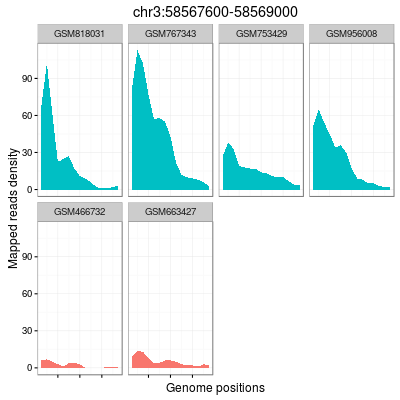 chr3:58567600-58569000
GSM818031 GSM767343 GSM753429 GSM956008
90
60
30
0
Mapped reads density
GSM466732 GSM663427
90
60
30
0
Genome positions